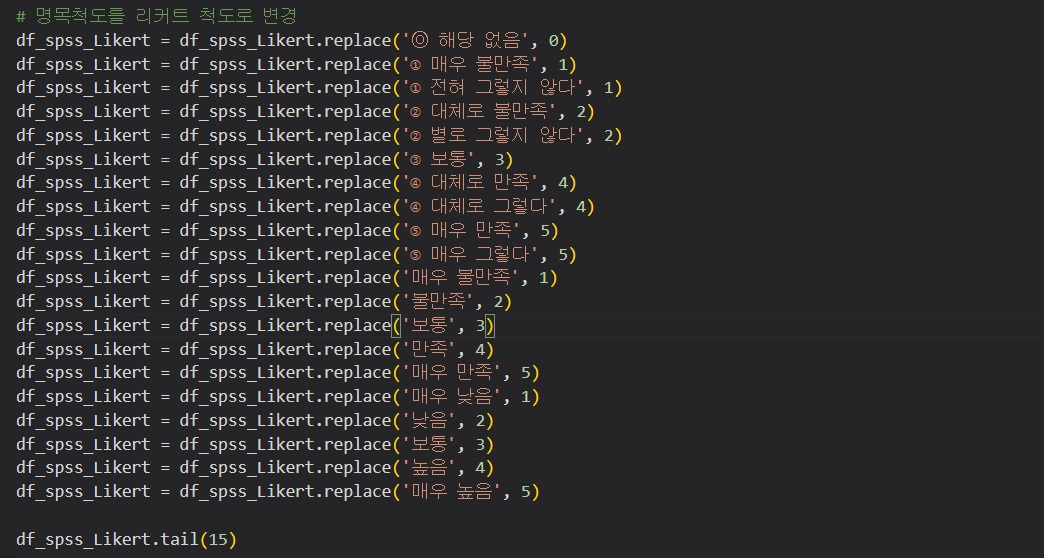 # 명목척도를 리커트 척도로 변경
df_spss_Likert = df_spss_Likert.replace('◎ 해당 없음', 0)
df_spss_Likert = df_spss_Likert.replace('① 매우 불만족', 1)
df_spss_Likert = df_spss_Likert.replace('① 전혀 그렇지 않다', 1)
df_spss_Likert = df_spss_Likert.replace('② 대체로 불만족', 2)
df_spss_Likert = df_spss_Likert.replace('② 별로 그렇지 않다', 2)
df_spss_Likert = df_spss_Likert.replace('③ 보통', 3)
df_spss_Likert = df_spss_Likert.replace('④ 대체로 만족', 4)
df_spss_Likert = df_spss_Likert.replace('④ 대체로 그렇다', 4)
df_spss_Likert = df_spss_Likert.replace('⑤ 매우 만족', 5)
df_spss_Likert = df_spss_Likert.replace('⑤ 매우 그렇다', 5)
df_spss_Likert = df_spss_Likert.replace('매우 불만족', 1)
df_spss_Likert = df_spss_Likert.replace('불만족', 2)
df_spss_Likert = df_spss_Likert.replace('보통', 3)
df_spss_Likert = df_spss_Likert.replace('만족', 4)
df_spss_Likert = df_spss_Likert.replace('매우 만족', 5)
df_spss_Likert = df_spss_Likert.replace('매우 낮음', 1)
df_spss_Likert = df_spss_Likert.replace('낮음', 2)
df_spss_Likert = df_spss_Likert.replace('보통', 3)
df_spss_Likert = df_spss_Likert.replace('높음', 4)
df_spss_Likert = df_spss_Likert.replace('매우 높음', 5)
df_spss_Likert.tail(15)